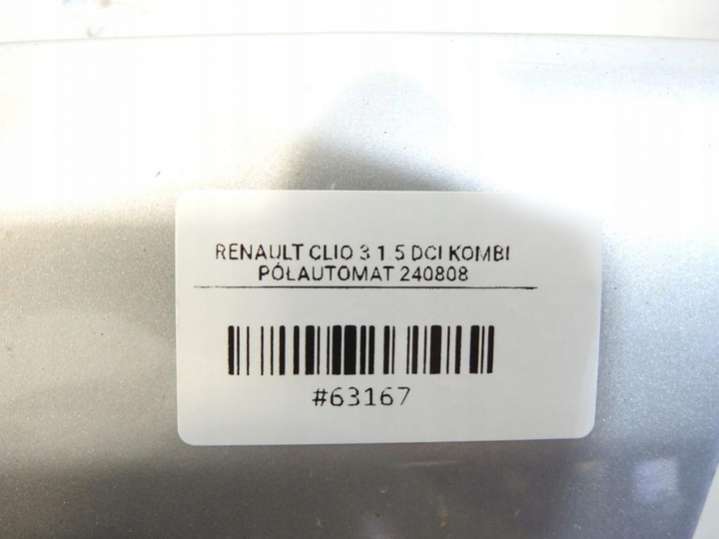 RENAULT CLIO 3 1 5 DCI KOMBI
PÓŁAUTOMAT 240808
#63167